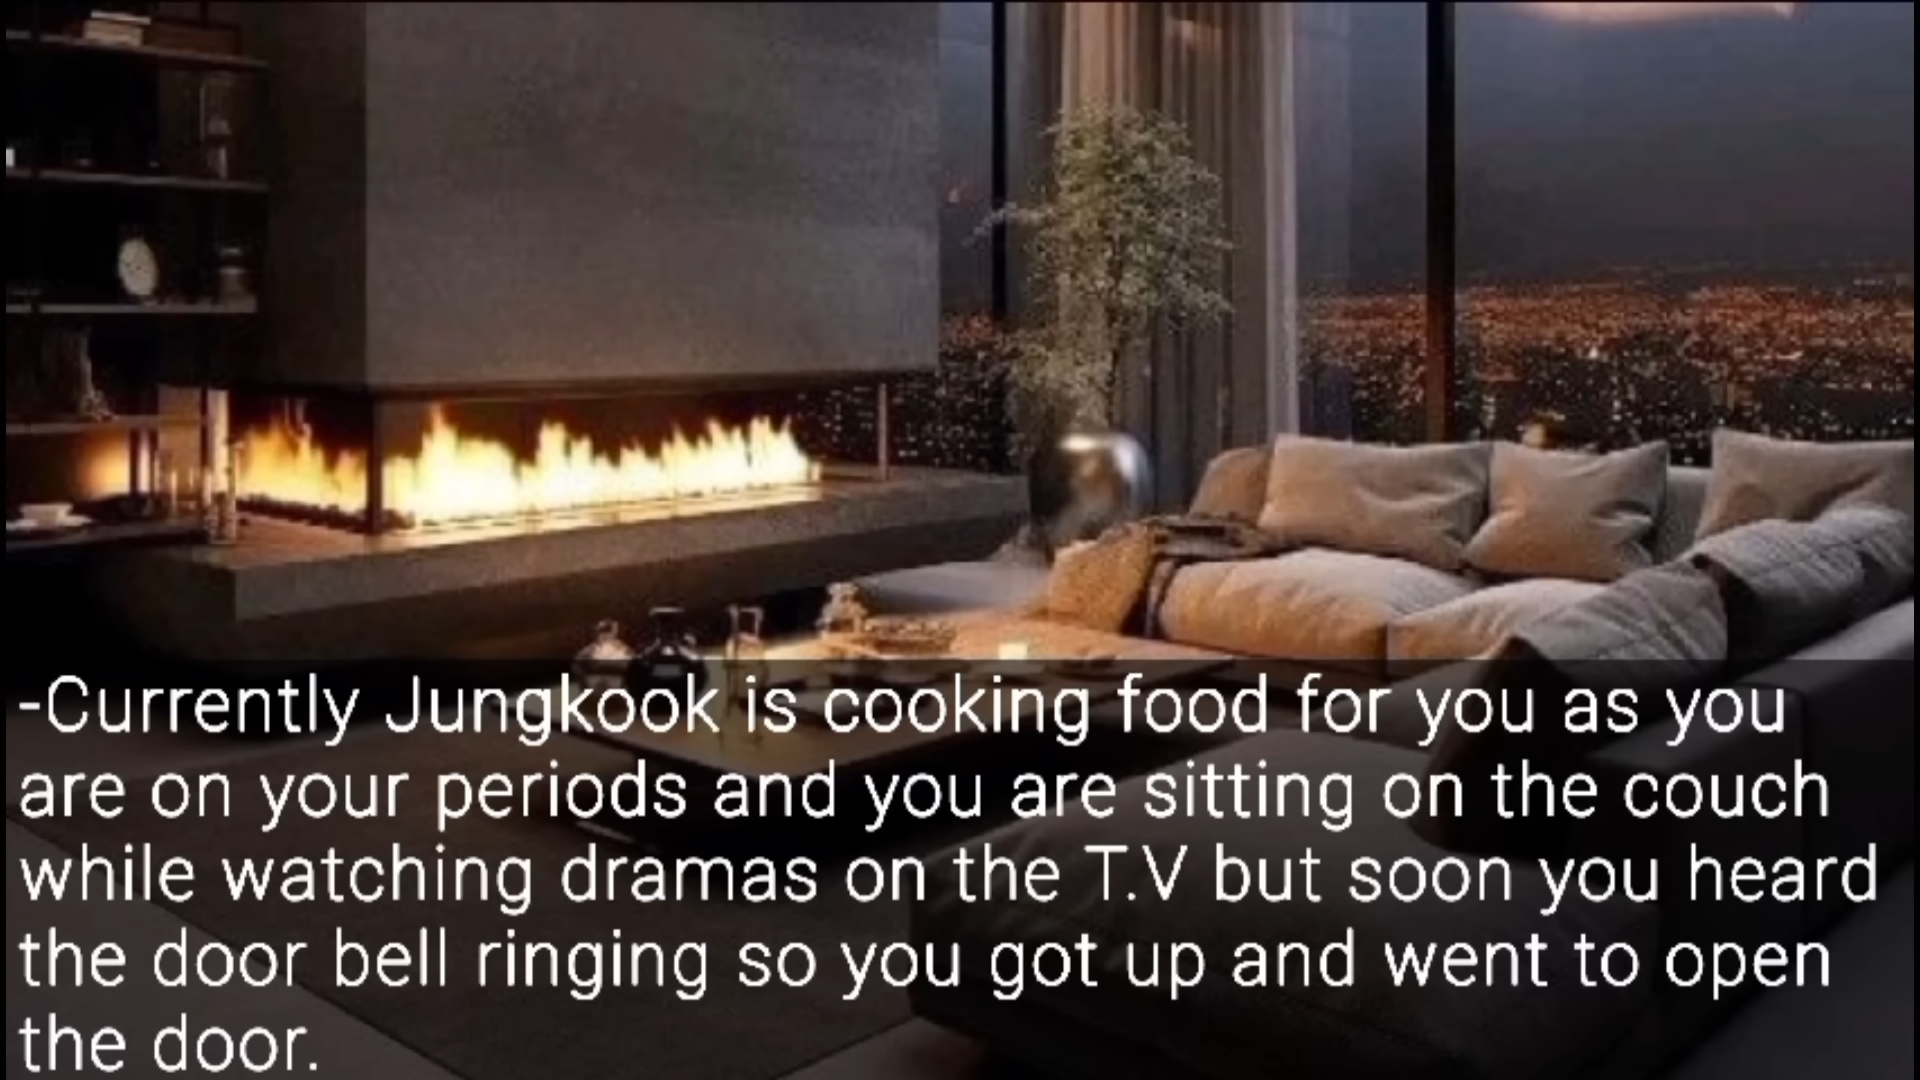 -Currently Jungkook is cooking food for you as you
are on your periods and you are sitting on the couch
while watching dramas on the T.V but soon you heard
the door bell ringing so you got up and went to open
the door.